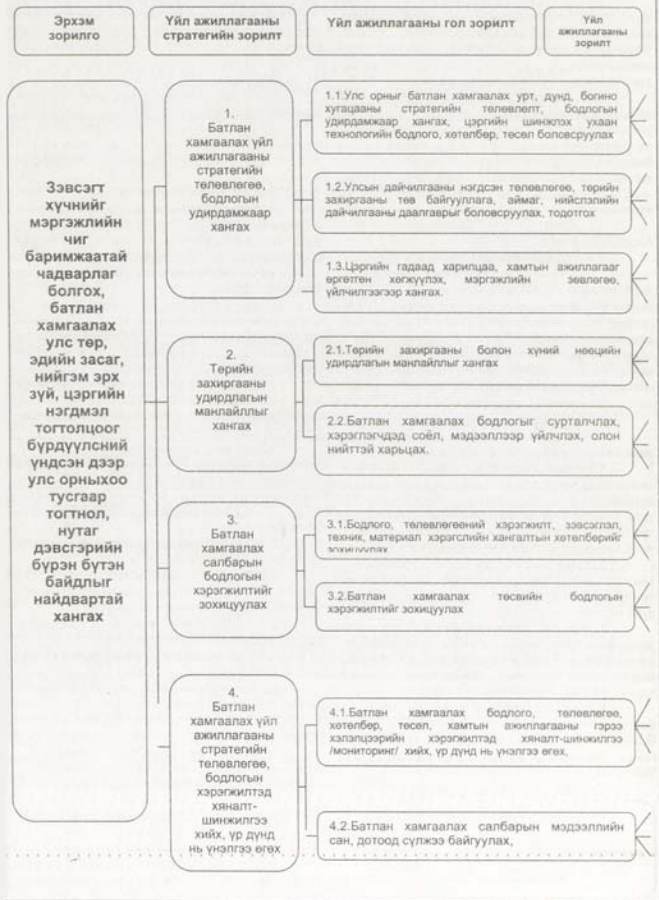 Эрхэм
зорилго
Үйл ажиллагааны
стратегийн зорилт
Үйл ажиллагааны гол зорилт
Үйл
ажиллагааны
зорилт
Зэвсэгт
хүчнийг
мэргэжлийн
чиг
баримжаатай
чадварлаг
болгох,
батлан
хамгаалах
улс төр,
эдийн засаг,
нийгэм эрх
зүй, цэргийн
нэгдмэл
тогтолцоог
бүрдүүлсний
үндсэн дээр
улс орныхоо
тусгаар
тогтнол,
нутаг
дэвсгэрийн
бүрэн бүтэн
байдлыг
найдвартай
хангах
1.
Батлан
хамгаалах үйл
ажиллагааны
стратегийн
төлөвлөгөө,
бодлогын
удирдамжаар
хангах
1.1.Улс орныг батлан хамгаалах урт, дунд, богино
хугацааны стратегийн төлөвлөлт, бодлогын
удирдамжаар хангах, цэргийн шинжлэх ухаан
технологийн бодлого, хөтөлбөр, төсөл боловсруулах
1.2.Улсын дайчилгааны нэгдсэн төлөвлөгөө, төрийн
захиргааны төв байгууллага, аймаг, нийслэлийн
дайчилгааны даалгаврыг боловсруулах, тодотгох
1.3.Цэргийн гадаад харилцаа, хамтын ажиллагааг
өргөтгөн хөгжүүлэх, мэргэжлийн зөвлөгөө,
үйлчилгээгээр хангах.
2.
Төрийн
захиргааны
удирдлагын
манлайллыг
хангах
2.1.Төрийн захиргааны болон хүний нөөцийн
удирдлагын манлайллыг хангах
2.2.Батлан хамгаалах бодлогыг сурталчлах,
хэрэглэгчдэд соёл, мэдээллээр үйлчлэх, олон
нийттэй харьцах.
3.
Батлан
хамгаалах
салбарын
бодлогын
хэрэгжилтийг
зохицуулах
3.1.Бодлого, төлөвлөгөөний хэрэгжилт, зэвсэглэл,
техник, материал хэрэгслийн хангалтын хөтөлбөрийг
зохицуулах
3.2.Батлан хамгаалах төсвийн бодлогын
хэрэгжилтийг зохицуулах
4.
Батлан
хамгаалах үйл
ажиллагааны
стратегийн
төлөвлөгөө,
бодлогын
хэрэгжилтэд
хяналт-
шинжилгээ
хийх, үр дүнд
нь үнэлгээ өгөх
4.1.Батлан хамгаалах бодлого, төлөвлөгөө,
хөтөлбөр, төсөл, хамтын ажиллагааны гэрээ
хэлэлцээрийн хэрэгжилтэд хяналт-шинжилгээ
/мониторинг/ хийх, үр дүнд нь үнэлгээ өгөх,
4.2.Батлан хамгаалах салбарын мэдээллийн
сан, дотоод сүлжээ байгуулах,